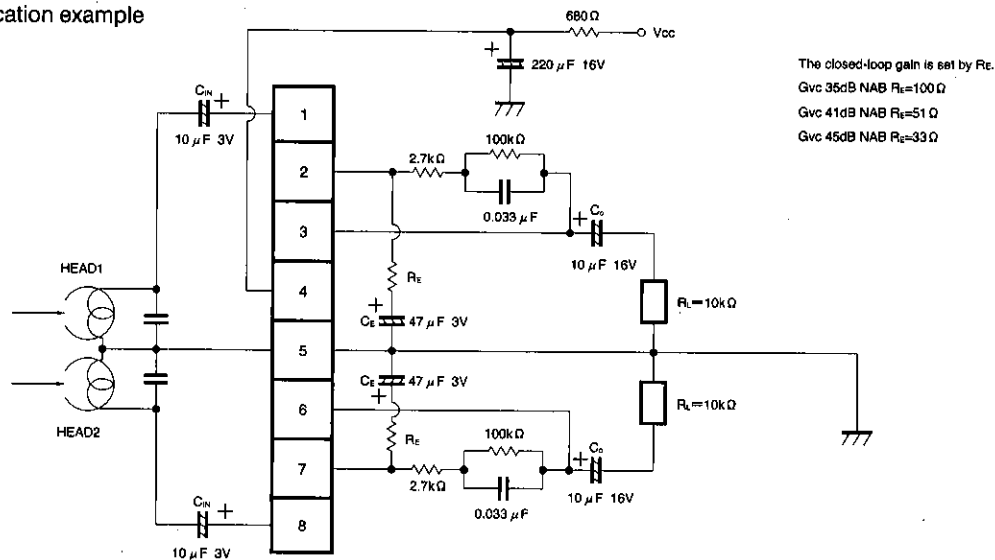 cation example
680Ω
Vcc
+
220 μF 16V
The closed-loop gain is set by RE.
Gvc 35dB NAB RE=100Ω
Gvc 41dB NAB RE=51Ω
Gvc 45dB NAB RE=33Ω
CIN +
10 μF 3V
1
2
3
4
5
6
7
8
2.7kΩ
100kΩ
0.033 μF
+ Co
10 μF 16V
HEAD1
RE
+
CE 47 μF 3V
RL=10kΩ
CE 47 μF 3V
+
HEAD2
RE
RL=10kΩ
100kΩ
2.7kΩ
0.033 μF
+ Co
10 μF 16V
CIN +
10 μF 3V